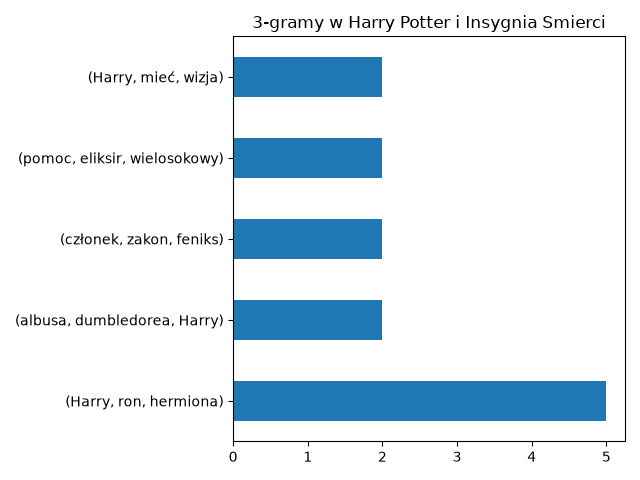 3-gramy w Harry Potter i Insygnia Smierci
(Harry, mieć, wizja)
(pomoc, eliksir, wielosokowy)
(członek, zakon, feniks)
(albusa, dumbledorea, Harry)
(Harry, ron, hermiona)
0 1 2 3 4 5